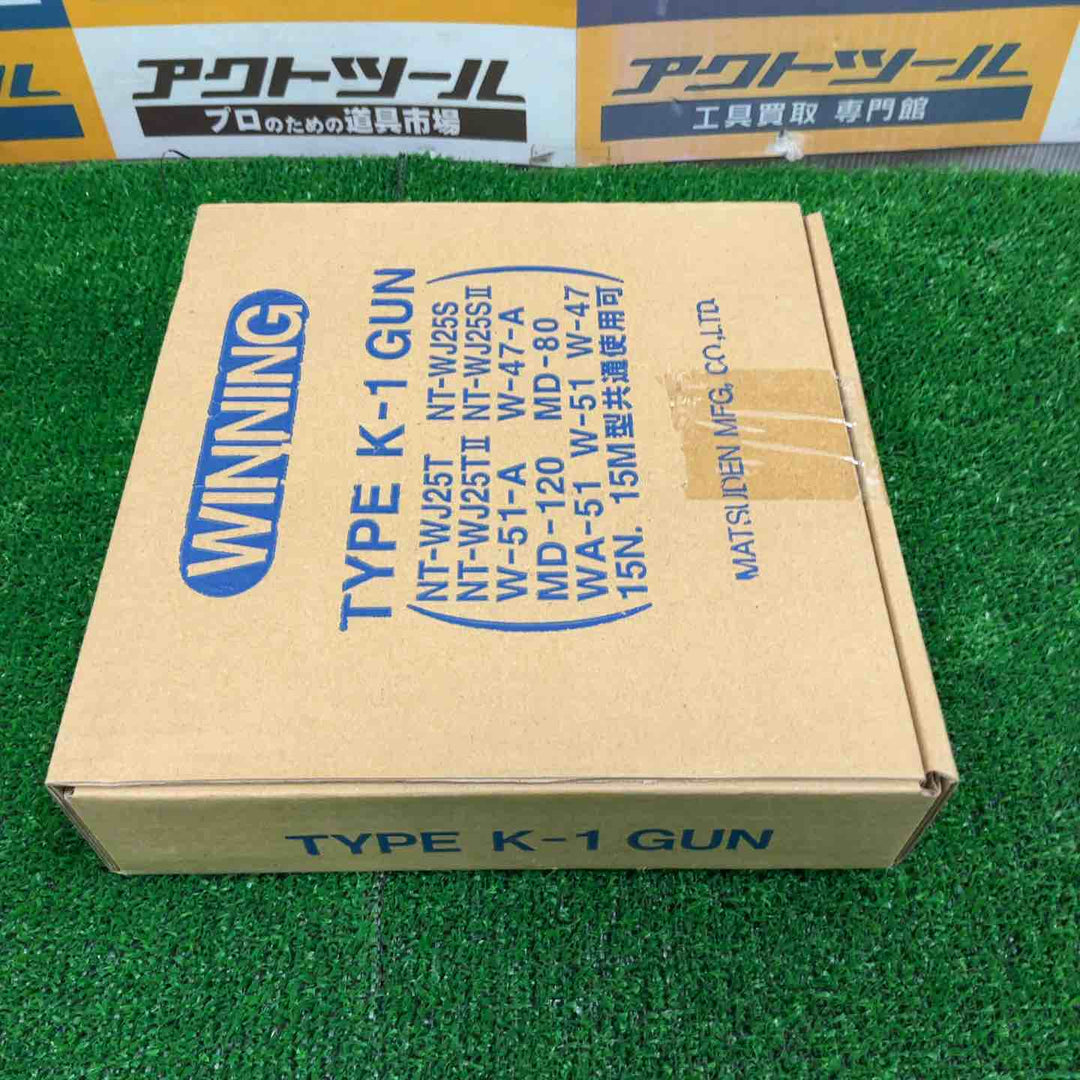 ル
アクトツール
プロのための道具市場
アクトツール
工具買取 専門館
WINNING
TYPE K-1 GUN
NT-WJ25T NT-WJ25S
NT-WJ25TⅡ NT-WJ25SⅡ
W-51-A W-47-A
MD-120 MD-80
WA-51 W-51 W-47
15N. 15M型共通使用可
MATSUDEN MFG. CO.,LTD.
TYPE K-1 GUN